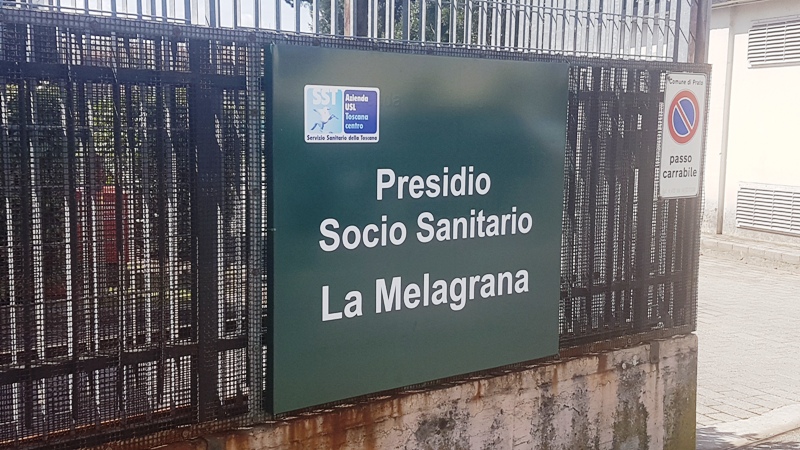 SST
Azienda
USL
Toscana
centro
Servizio Sanitario della Toscana
Presidio
Socio Sanitario
La Melagrana
Comune di Prato
passo
carrabile